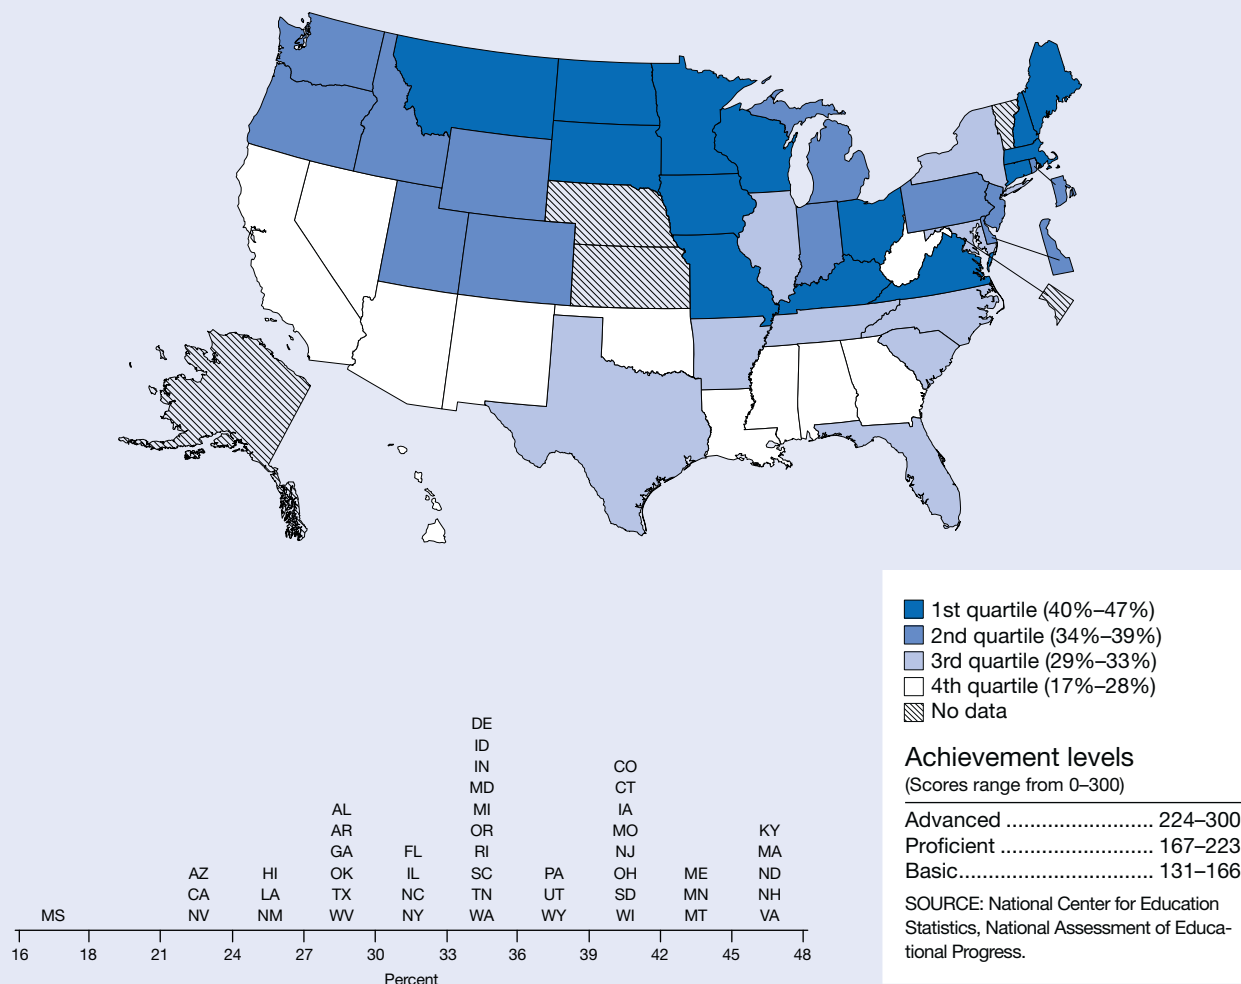 1st quartile (40%–47%)
2nd quartile (34%–39%)
3rd quartile (29%–33%)
4th quartile (17%–28%)
No data
Achievement levels
(Scores range from 0–300)
Advanced .......................... 224–300
Proficient ........................... 167–223
Basic.................................. 131–166
SOURCE: National Center for Education
Statistics, National Assessment of Educa-
tional Progress.
DE
ID
IN CO
MD CT
AL MI IA
AR OR MO KY
GA FL RI NJ MA
AZ HI OK IL SC PA OH ME ND
CA LA TX NC TN UT SD MN NH
MS NV NM WV NY WA WY WI MT VA
16 18 21 24 27 30 33 36 39 42 45 48
Percent